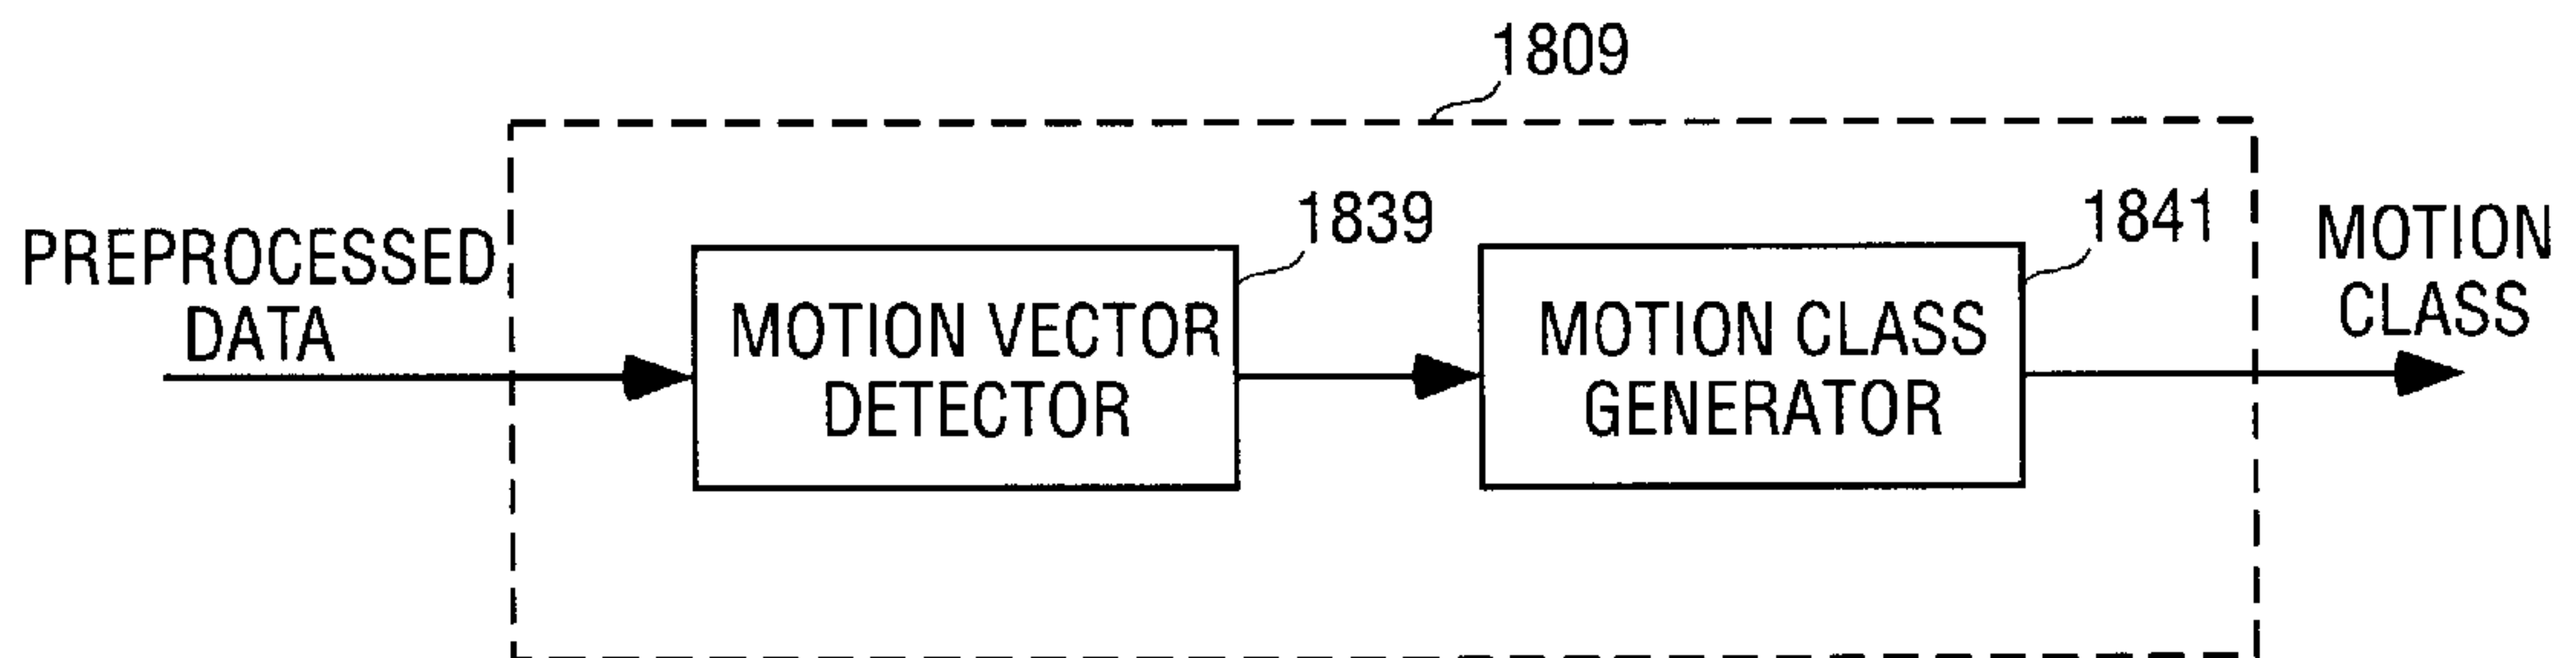 1809
PREPROCESSED
DATA
1839
MOTION VECTOR
DETECTOR
1841
MOTION CLASS
GENERATOR
MOTION
CLASS